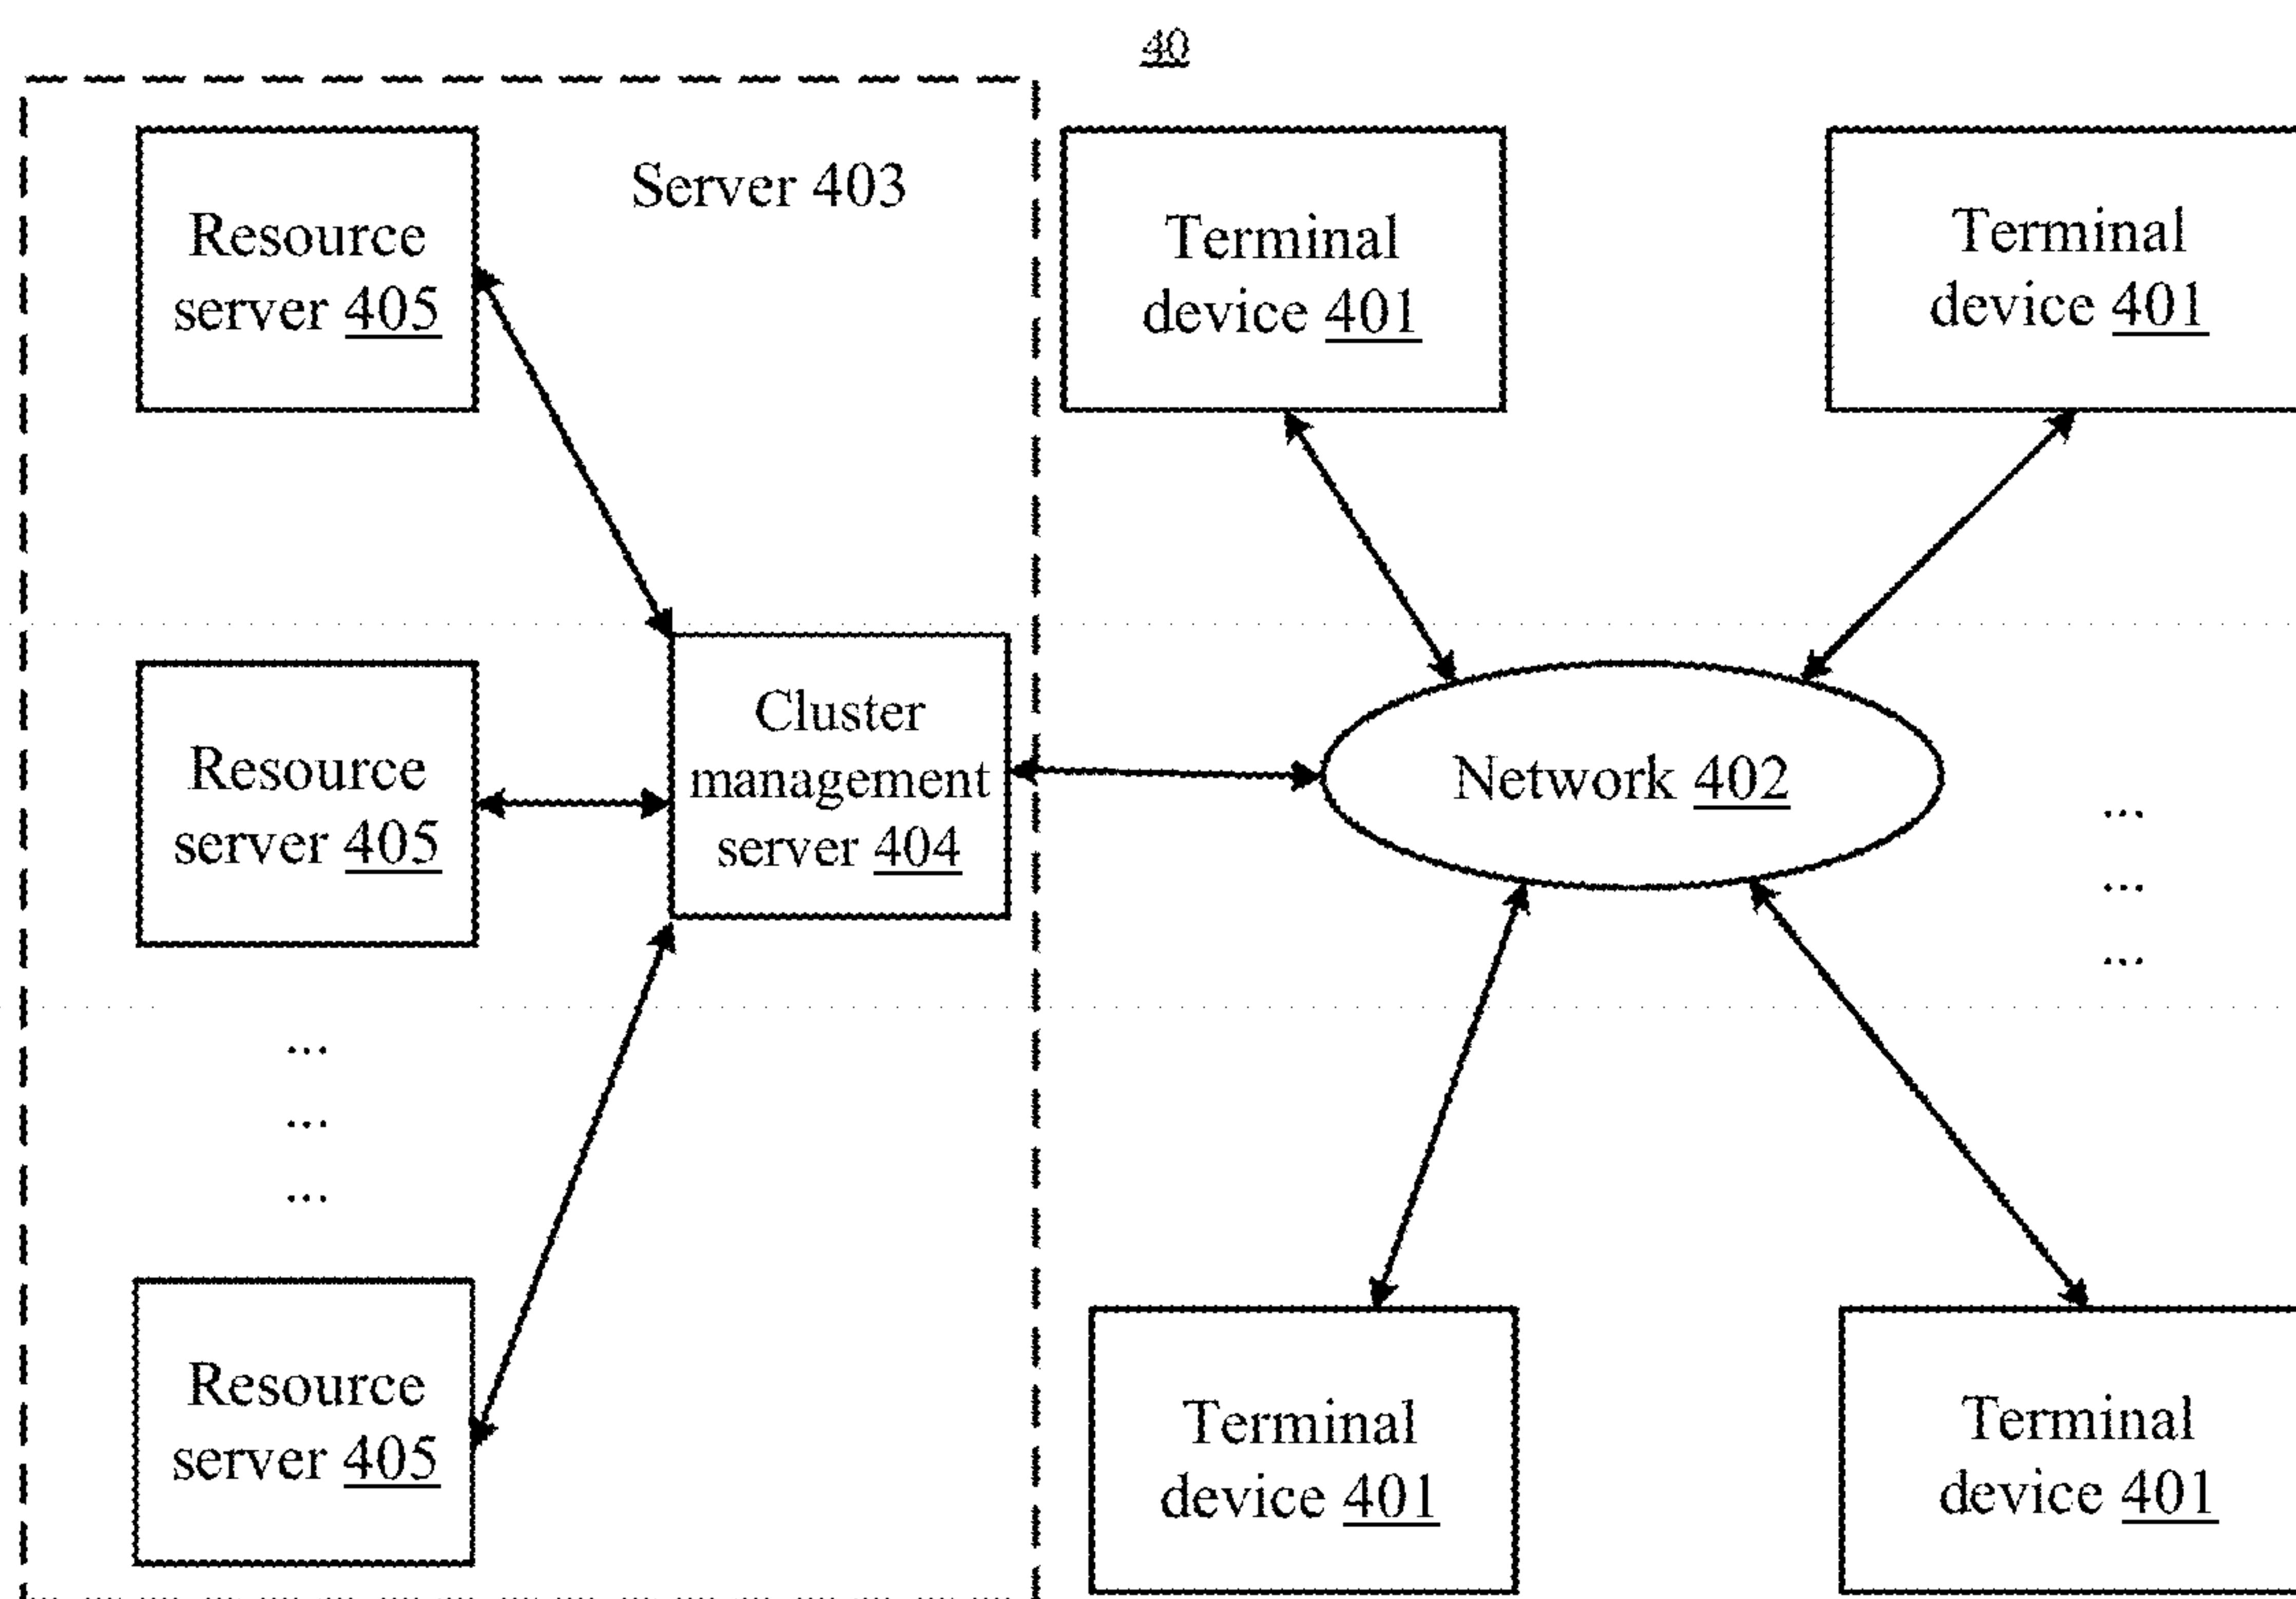 40
Server 403
Resource
server 405
Terminal
device 401
Terminal
device 401
Resource
server 405
Cluster
management
server 404
Network 402
...
...
...
...
...
...
Resource
server 405
Terminal
device 401
Terminal
device 401